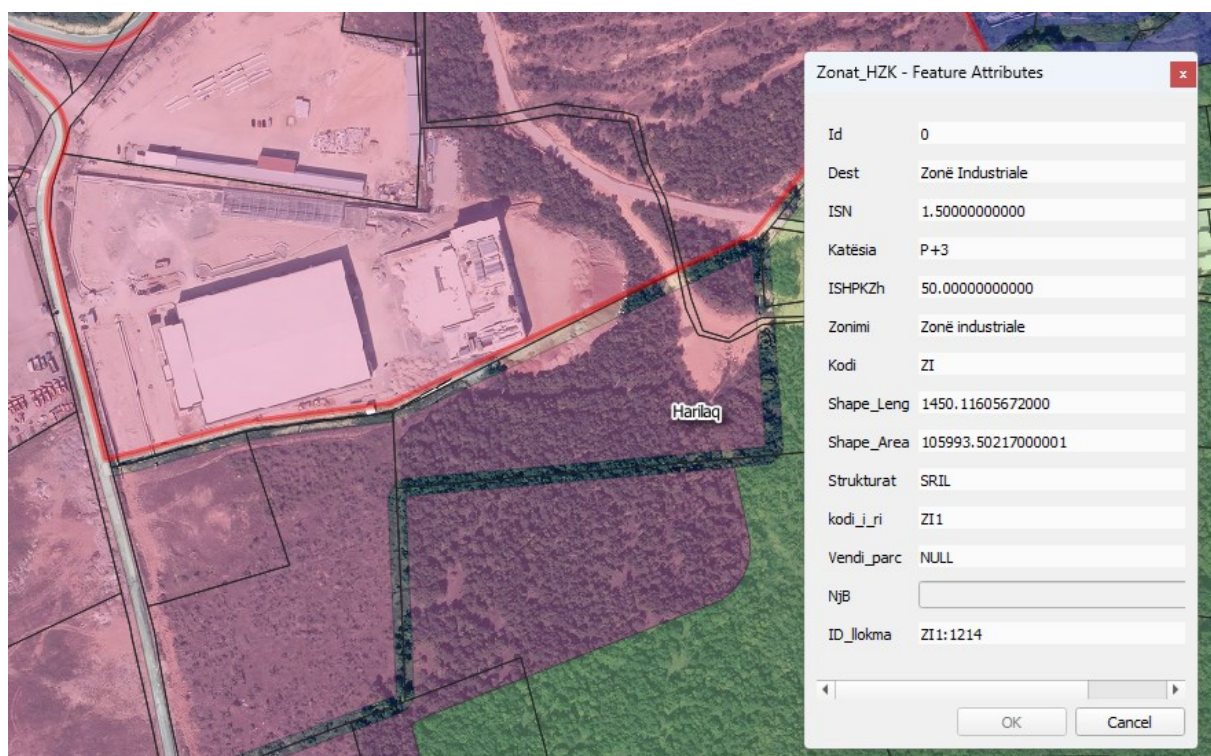 Zonat_HZK - Feature Attributes x
Id 0
Dest Zonë Industriale
ISN 1.50000000000
Katësia P+3
ISHPKZh 50.00000000000
Zonimi Zonë industriale
Kodi ZI
Shape_Leng 1450.11605672000
Shape_Area 105993.50217000001
Strukturat SRIL
kodi_i_ri ZI1
Vendi_parc NULL
NjB
ID_llokma ZI1:1214
Harilaq
OK Cancel